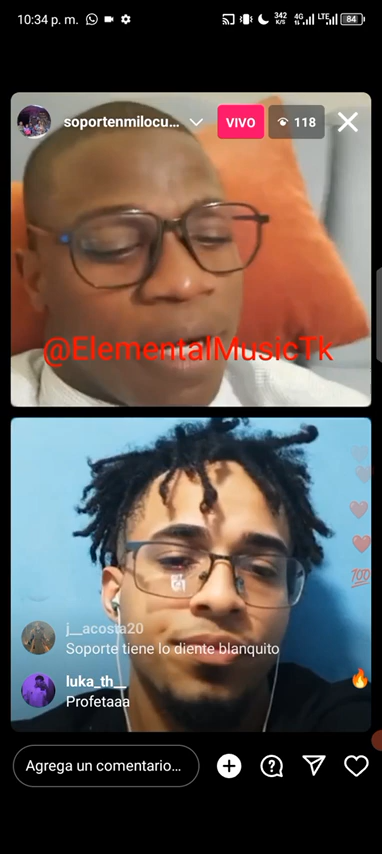 10:34 p. m.
342 K/S
4G
LTE
84
soportenmilocu...
VIVO
118
@ElementalMusicTk
💯
j__acosta20
Soporte tiene lo diente blanquito
luka_th__
Profetaaa
Agrega un comentario...